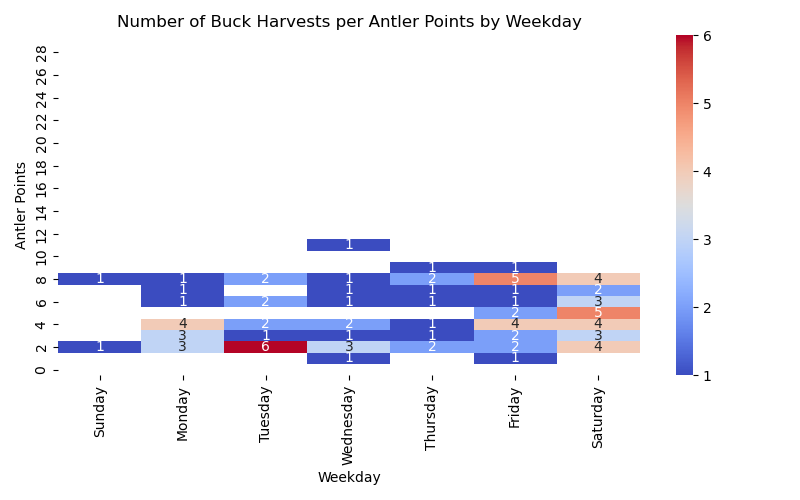 Number of Buck Harvests per Antler Points by Weekday
Antler Points
28
26
24
22
20
18
16
14
12
10
8
6
4
2
0
1
1 1
1 1 2 1 2 5 4
1 1 1 1 2
1 2 1 1 1 3
2 5
4 2 2 1 4 4
3 1 1 1 2 3
1 3 6 3 2 2 4
1 1
Sunday
Monday
Tuesday
Wednesday
Thursday
Friday
Saturday
Weekday
6
5
4
3
2
1